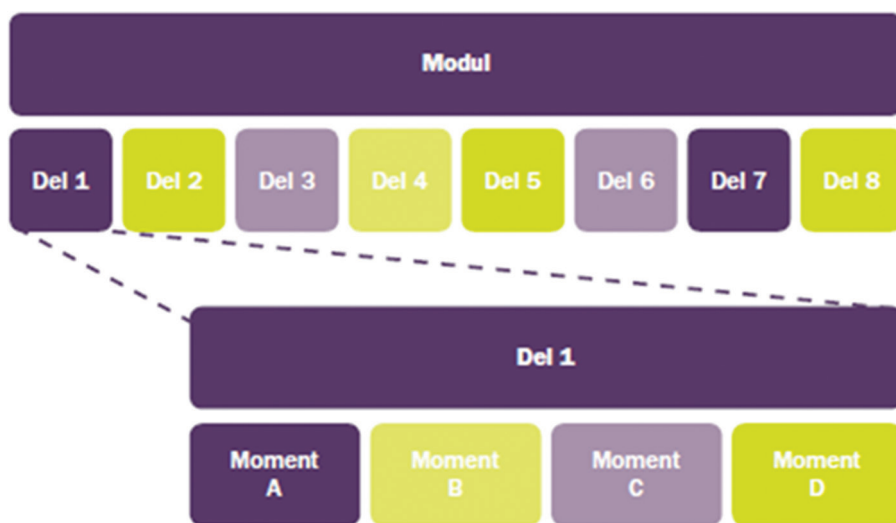 Modul
Del 1 Del 2 Del 3 Del 4 Del 5 Del 6 Del 7 Del 8
Del 1
Moment Moment Moment Moment
A B C D